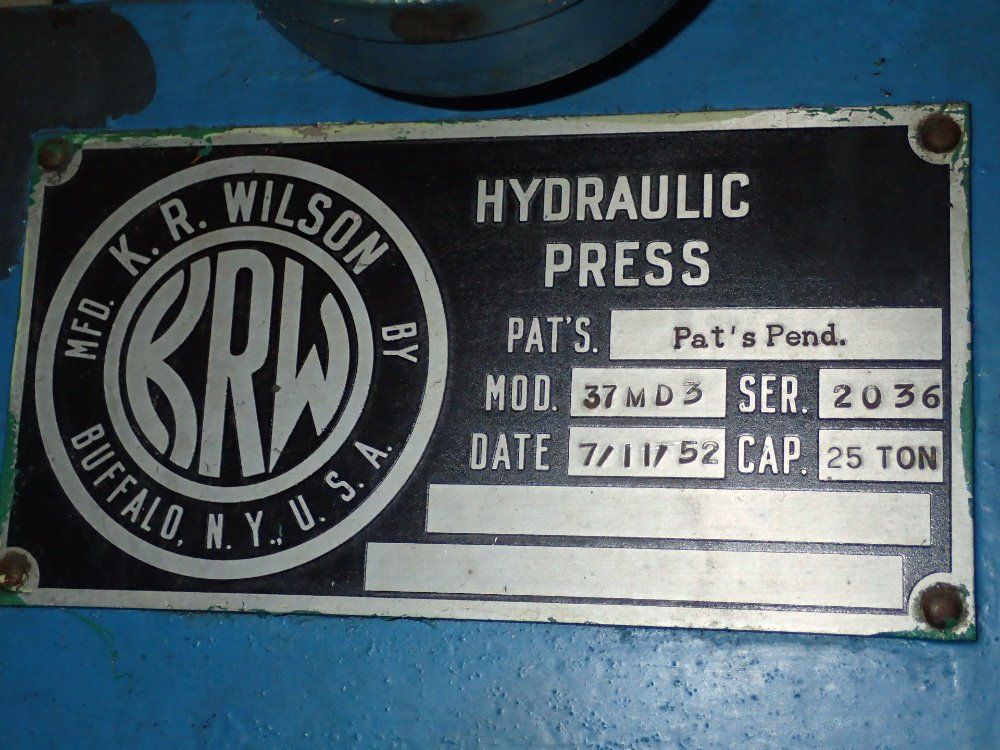 MFD. K. R. WILSON BY
KRW
BUFFALO, N. Y., U. S. A.
HYDRAULIC
PRESS
PAT'S. Pat's Pend.
MOD. 37MD3 SER. 2036
DATE 7/11/52 CAP. 25 TON